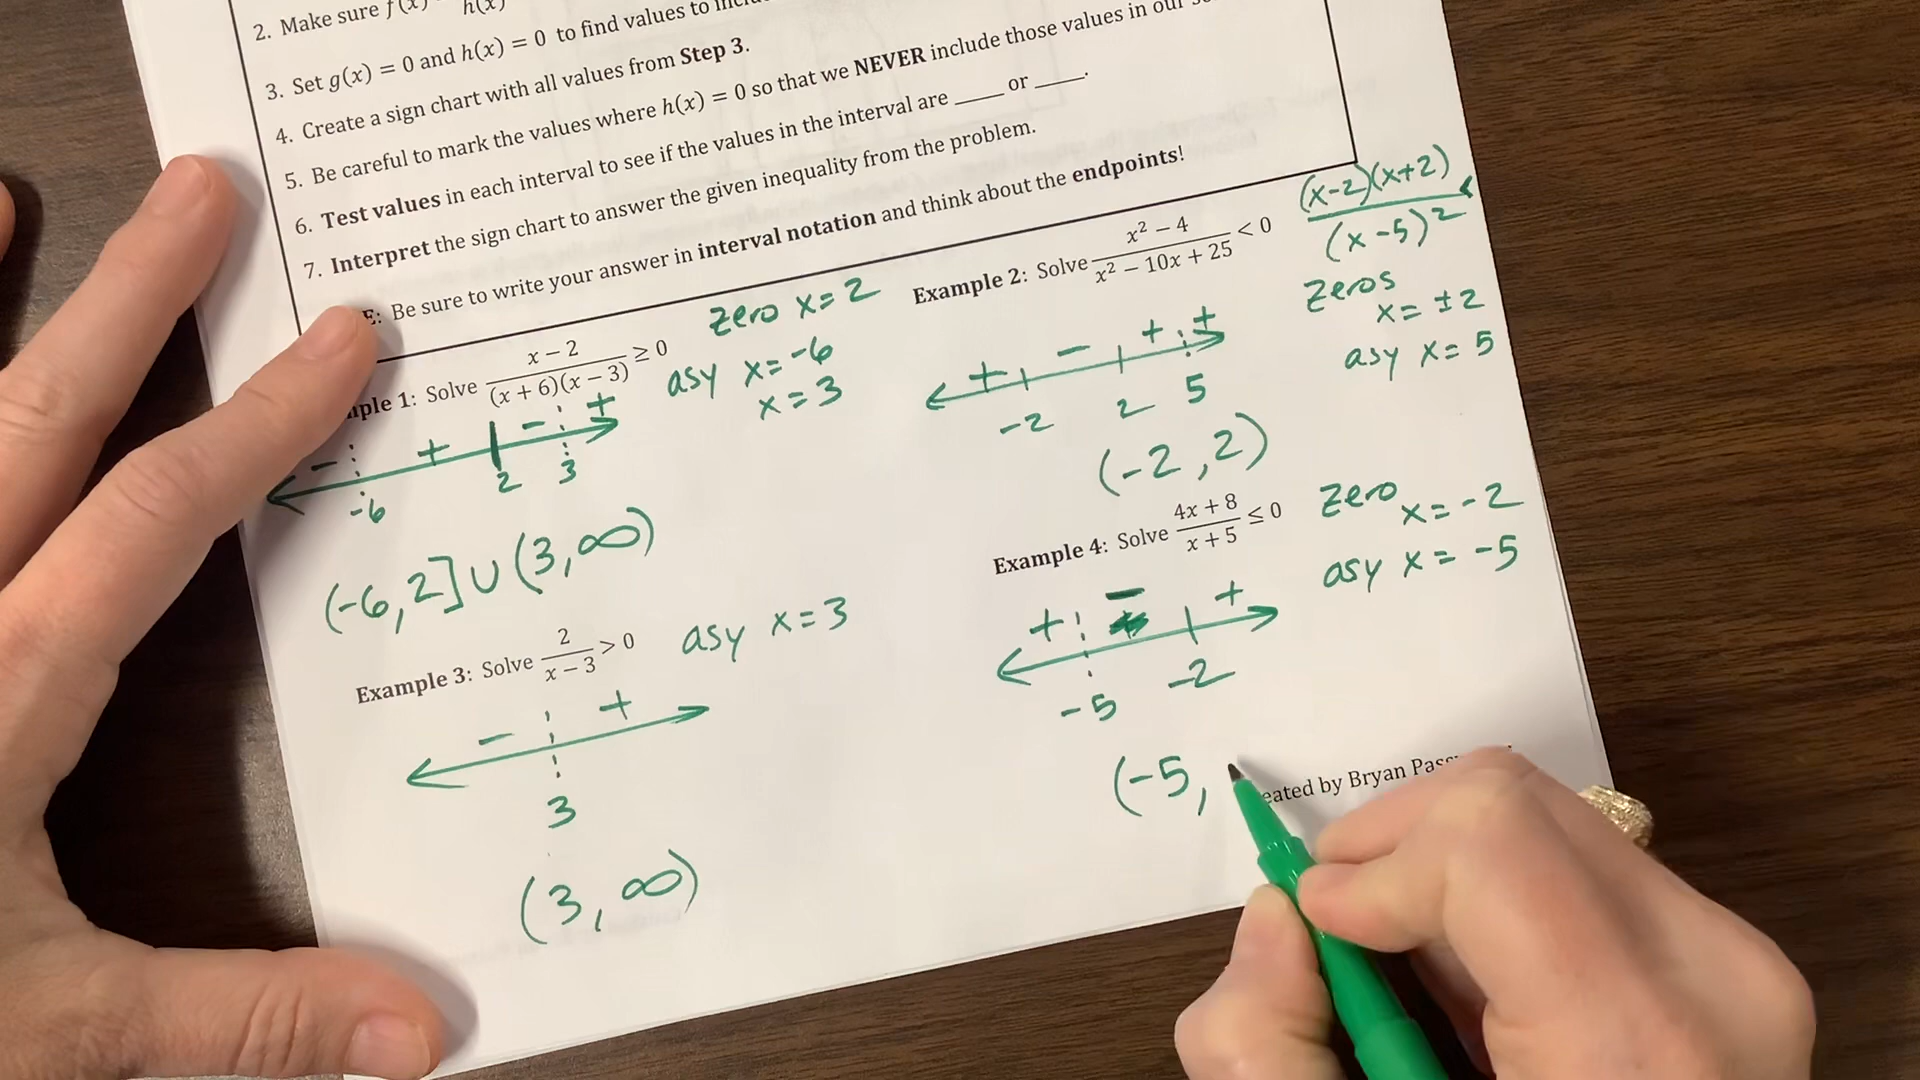 2. Make sure f(x)
h(x)
3. Set g(x) = 0 and h(x) = 0 to find values to
4. Create a sign chart with all values from Step 3.
5. Be careful to mark the values where h(x) = 0 so that we NEVER include those values in our
6. Test values in each interval to see if the values in the interval are ____ or ____.
7. Interpret the sign chart to answer the given inequality from the problem.
E: Be sure to write your answer in interval notation and think about the endpoints!
mple 1: Solve (x − 2)/((x + 6)(x − 3)) ≥ 0
zero x=2
asy x=-6
x=3
- + - +
-6 2 3
(-6,2]∪(3,∞)
Example 2: Solve (x² − 4)/(x² − 10x + 25) < 0
(x-2)(x+2)
(x-5)²
zeros
x= ±2
asy x=5
+ - + +
-2 2 5
(-2,2)
Example 3: Solve 2/(x − 3) > 0
asy x=3
- +
3
(3,∞)
Example 4: Solve (4x + 8)/(x + 5) ≤ 0
zero x=-2
asy x=-5
+ - +
-5 -2
(-5,
eated by Bryan Pass